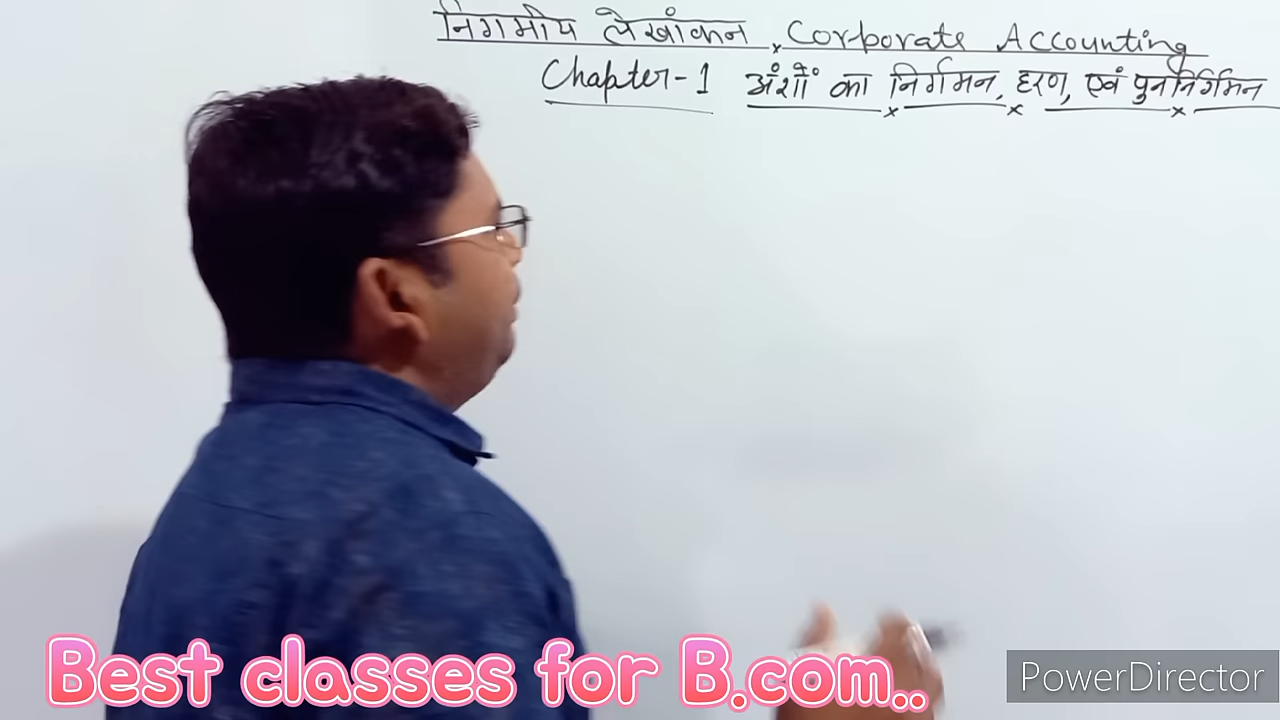 निगमीय लेखांकन, Corporate Accounting
Chapter-1 अंशों का निर्गमन, हरण, एवं पुनर्निर्गमन
Best classes for B.com..
PowerDirector